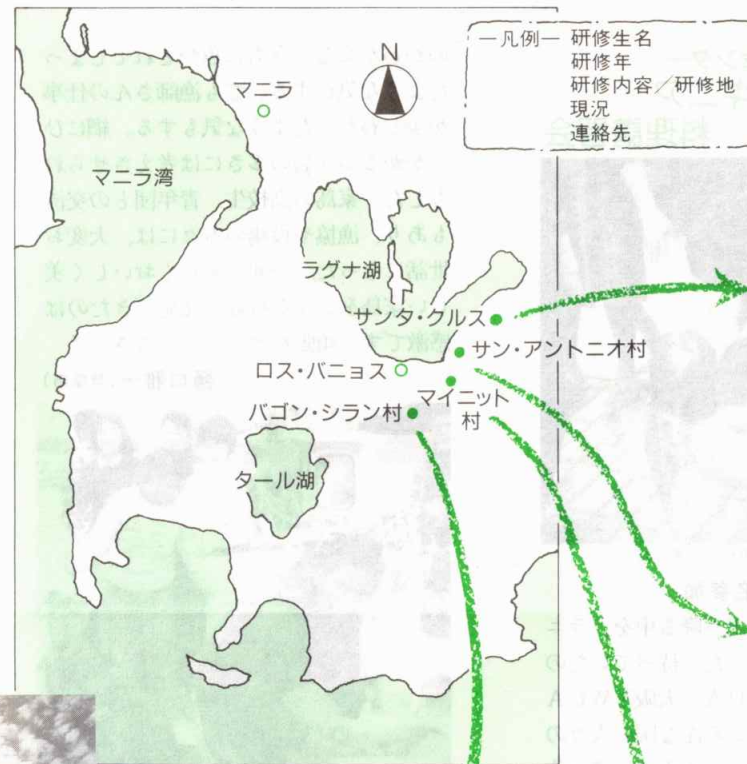 ―凡例― 研修生名
研修年
研修内容／研修地
現況
連絡先
N
マニラ
マニラ湾
ラグナ湖
サンタ・クルス
サン・アントニオ村
ロス・バニョス
マイニット
村
バゴン・シラン村
タール湖